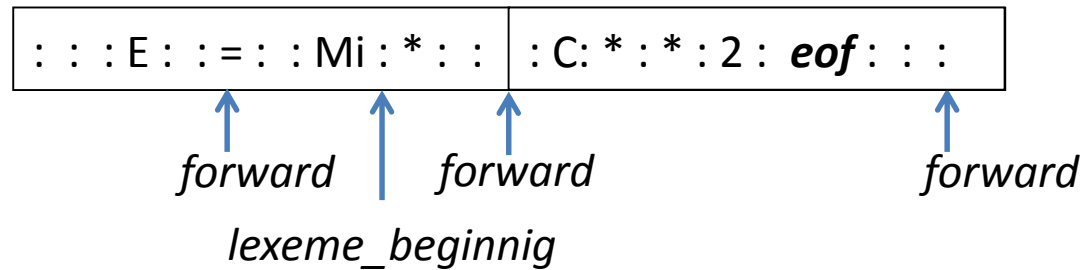 : : : E : : = : : Mi : * : : : C: * : * : 2 : eof : : :
forward forward forward
lexeme_beginnig